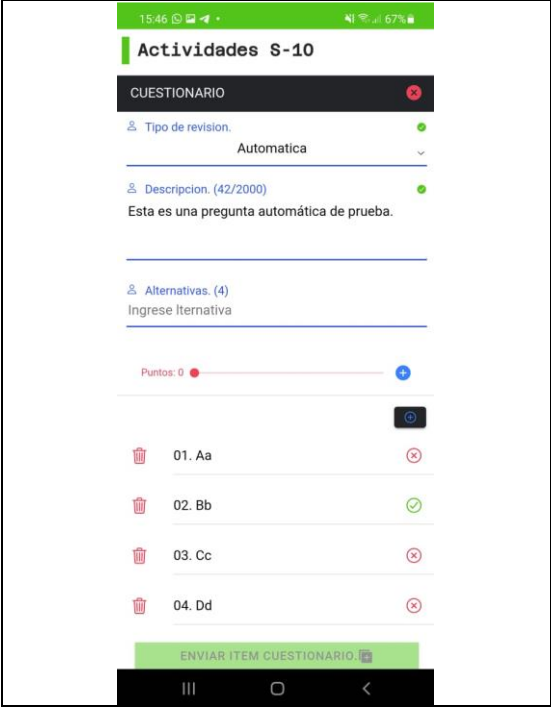 15:46 67%
Actividades S-10
CUESTIONARIO
Tipo de revision.
Automatica
Descripcion. (42/2000)
Esta es una pregunta automática de prueba.
Alternativas. (4)
Ingrese Iternativa
Puntos: 0
01. Aa
02. Bb
03. Cc
04. Dd
ENVIAR ITEM CUESTIONARIO.